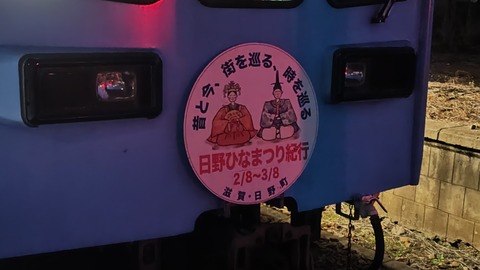 昔と今、街を巡る、時を巡る
日野ひなまつり紀行
2/8〜3/8
滋賀・日野町